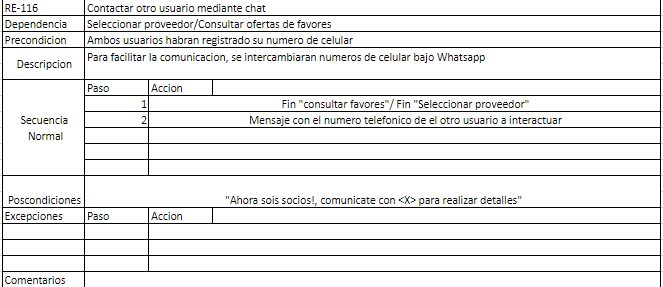 RE-116 Contactar otro usuario mediante chat
Dependencia Seleccionar proveedor/Consultar ofertas de favores
Precondicion Ambos usuarios habran registrado su numero de celular
Descripcion Para facilitar la comunicacion, se intercambiaran numeros de celular bajo Whatsapp
Secuencia Normal
Paso Accion
1 Fin "consultar favores"/ Fin "Seleccionar proveedor"
2 Mensaje con el numero telefonico de el otro usuario a interactuar
Poscondiciones "Ahora sois socios!, comunicate con <X> para realizar detalles"
Excepciones Paso Accion
Comentarios